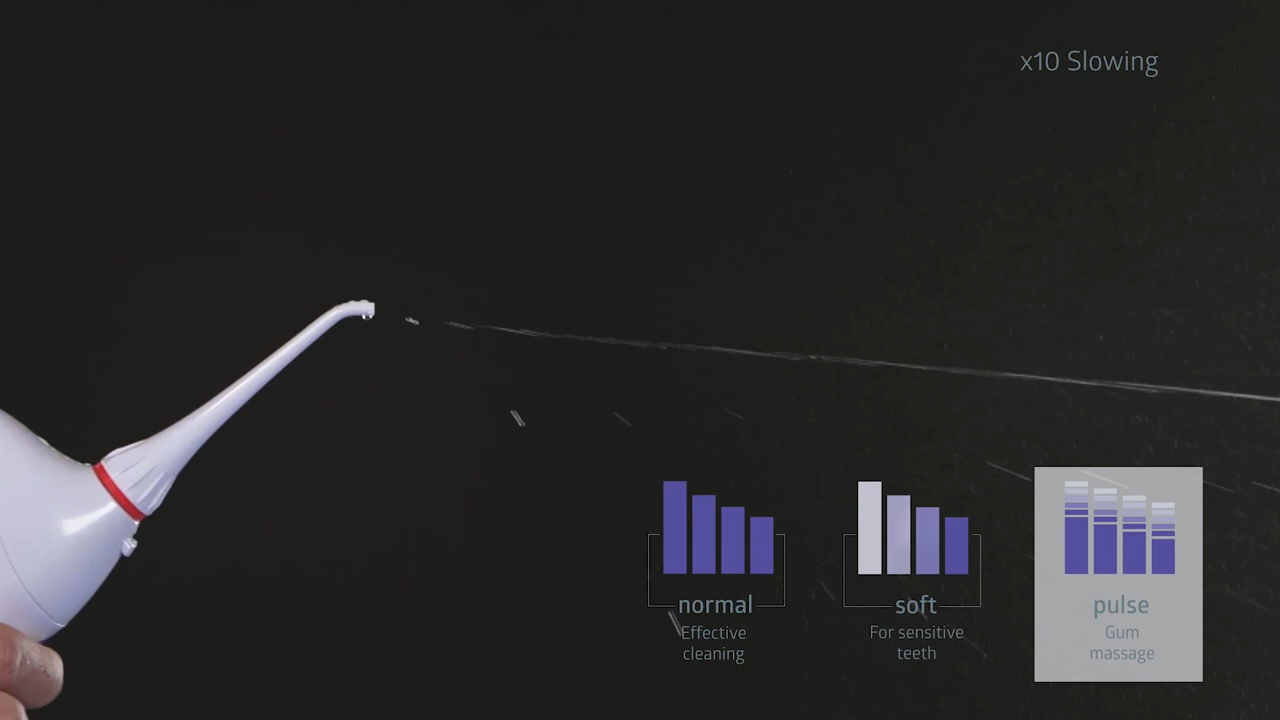 x10 Slowing
normal
Effective
cleaning
soft
For sensitive
teeth
pulse
Gum
massage